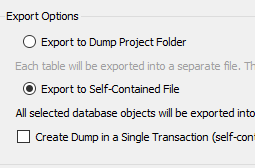 Export Options
Export to Dump Project Folder
Each table will be exported into a separate file. Th
Export to Self-Contained File
All selected database objects will be exported into
Create Dump in a Single Transaction (self-cont